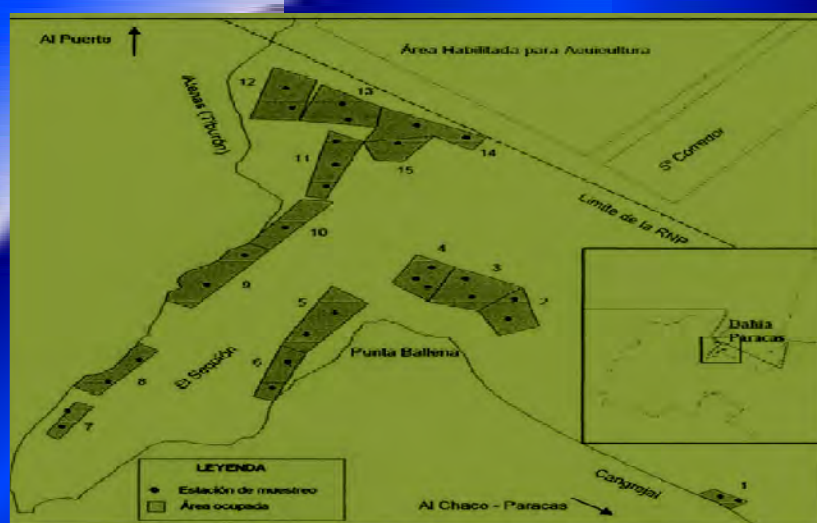 Al Puerto
Área Habilitada para Acuicultura
Atenas (Tiburón)
12
13
14
15
11
5º Corredor
Límite de la RNP
10
9
4
3
2
5
6
Punta Ballena
El Sequión
8
7
Bahía
Paracas
LEYENDA
Estación de muestreo
Área ocupada
Al Chaco - Paracas
Cangrejal
1